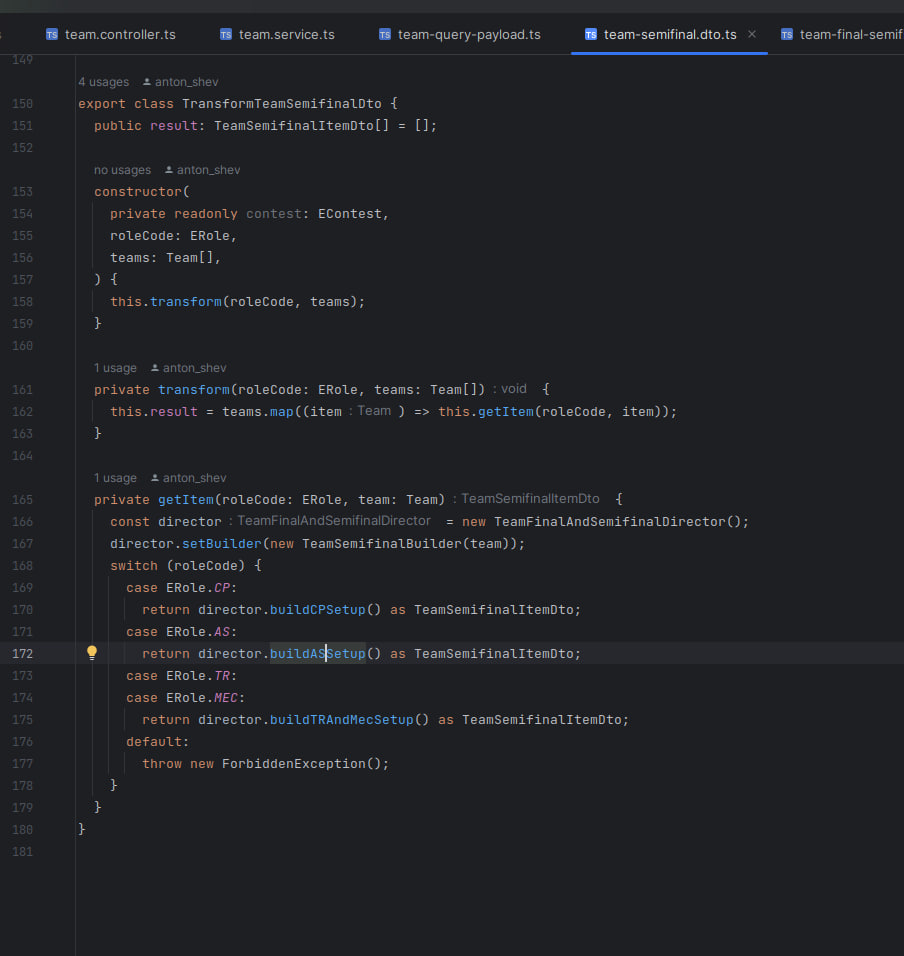 s TS team.controller.ts TS team.service.ts TS team-query-payload.ts TS team-semifinal.dto.ts × TS team-final-semif
149
4 usages anton_shev
150 export class TransformTeamSemifinalDto {
151 public result: TeamSemifinalItemDto[] = [];
152
no usages anton_shev
153 constructor(
154 private readonly contest: EContest,
155 roleCode: ERole,
156 teams: Team[],
157 ) {
158 this.transform(roleCode, teams);
159 }
160
1 usage anton_shev
161 private transform(roleCode: ERole, teams: Team[]) : void {
162 this.result = teams.map((item : Team ) => this.getItem(roleCode, item));
163 }
164
1 usage anton_shev
165 private getItem(roleCode: ERole, team: Team) : TeamSemifinalItemDto {
166 const director : TeamFinalAndSemifinalDirector = new TeamFinalAndSemifinalDirector();
167 director.setBuilder(new TeamSemifinalBuilder(team));
168 switch (roleCode) {
169 case ERole.CP:
170 return director.buildCPSetup() as TeamSemifinalItemDto;
171 case ERole.AS:
172 return director.buildASSetup() as TeamSemifinalItemDto;
173 case ERole.TR:
174 case ERole.MEC:
175 return director.buildTRAndMecSetup() as TeamSemifinalItemDto;
176 default:
177 throw new ForbiddenException();
178 }
179 }
180 }
181